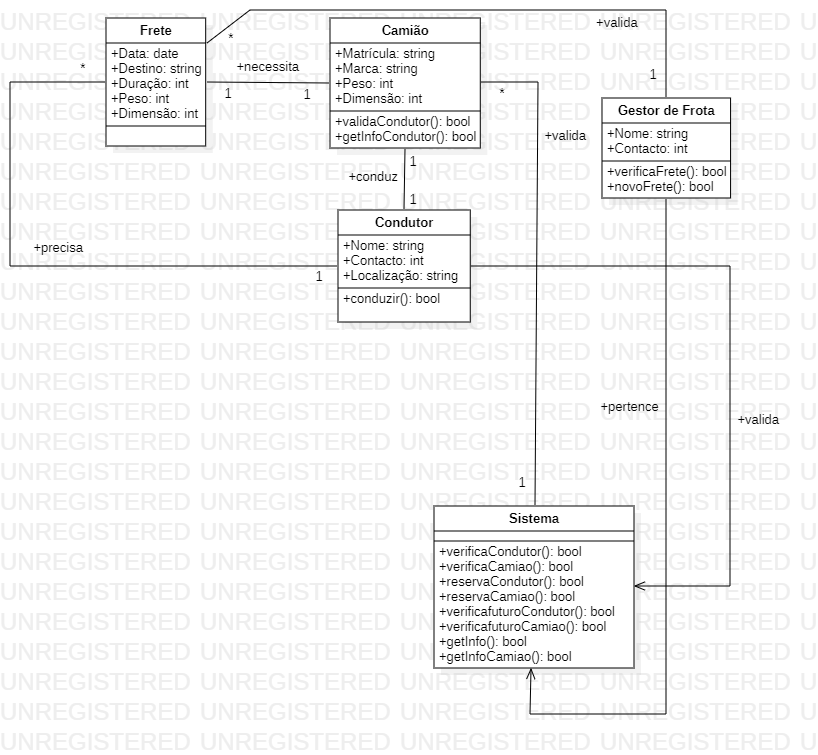 Frete
+Data: date
+Destino: string
+Duração: int
+Peso: int
+Dimensão: int
*
+necessita
1
1
Camião
+Matrícula: string
+Marca: string
+Peso: int
+Dimensão: int
+validaCondutor(): bool
+getInfoCondutor(): bool
+valida
1
*
Gestor de Frota
+Nome: string
+Contacto: int
+verificaFrete(): bool
+novoFrete(): bool
*
+valida
1
+conduz
1
Condutor
+Nome: string
+Contacto: int
+Localização: string
+conduzir(): bool
+precisa
1
+pertence
+valida
1
Sistema
+verificaCondutor(): bool
+verificaCamiao(): bool
+reservaCondutor(): bool
+reservaCamiao(): bool
+verificafuturoCondutor(): bool
+verificafuturoCamiao(): bool
+getInfo(): bool
+getInfoCamiao(): bool
*
UNREGISTERED UNREGISTERED UNREGISTERED UNREGISTERED